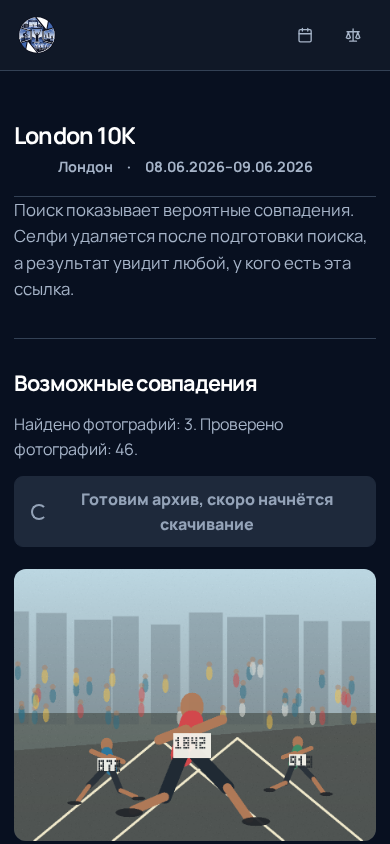 London 10K
Лондон · 08.06.2026–09.06.2026
Поиск показывает вероятные совпадения.
Селфи удаляется после подготовки поиска,
а результат увидит любой, у кого есть эта
ссылка.
Возможные совпадения
Найдено фотографий: 3. Проверено
фотографий: 46.
Готовим архив, скоро начнётся
скачивание
1842